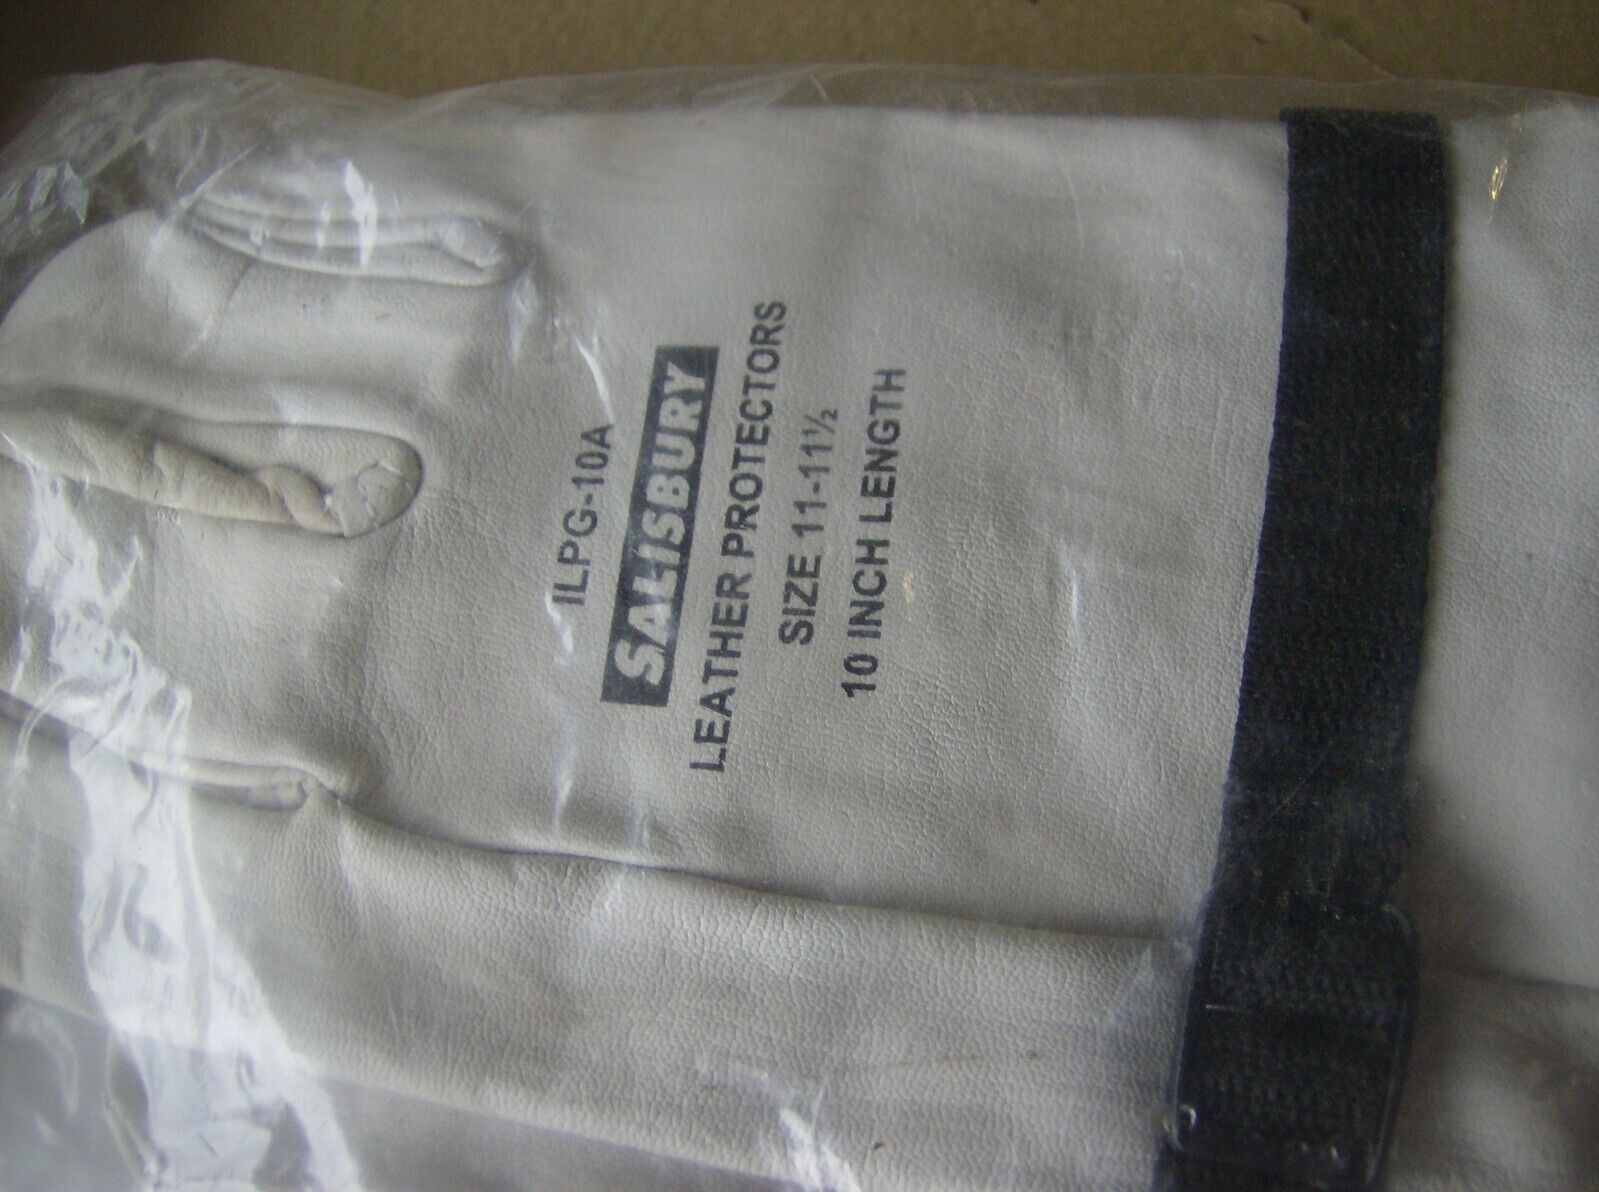 ILPG-10A
SALISBURY
LEATHER PROTECTORS
SIZE 11-11½
10 INCH LENGTH